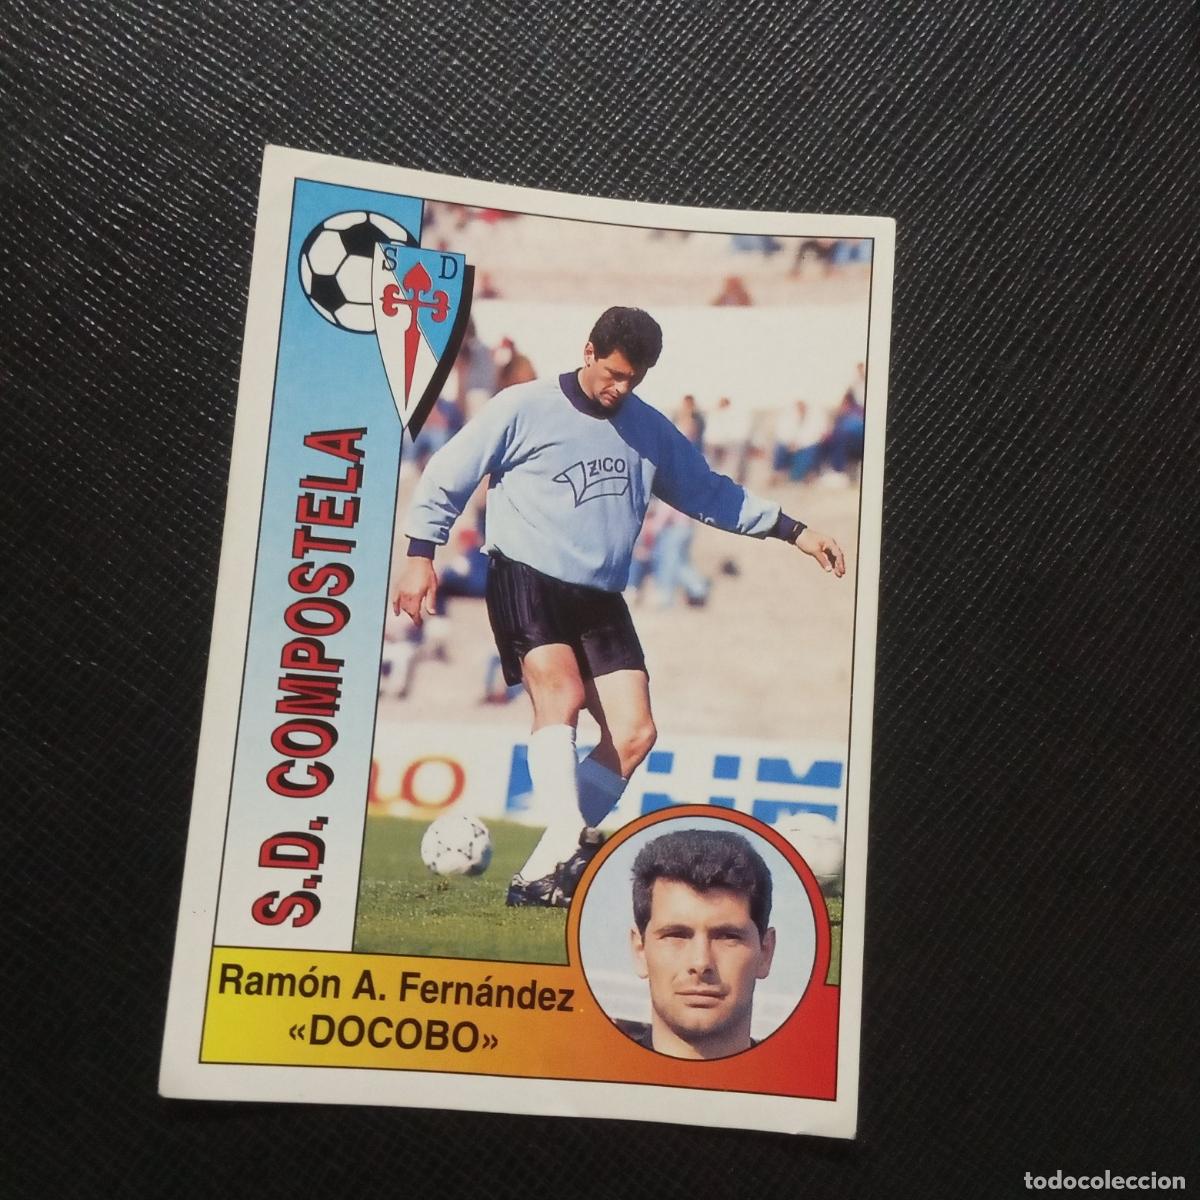 S D
S.D. COMPOSTELA
ZICO
Ramón A. Fernández
«DOCOBO»
todocoleccion